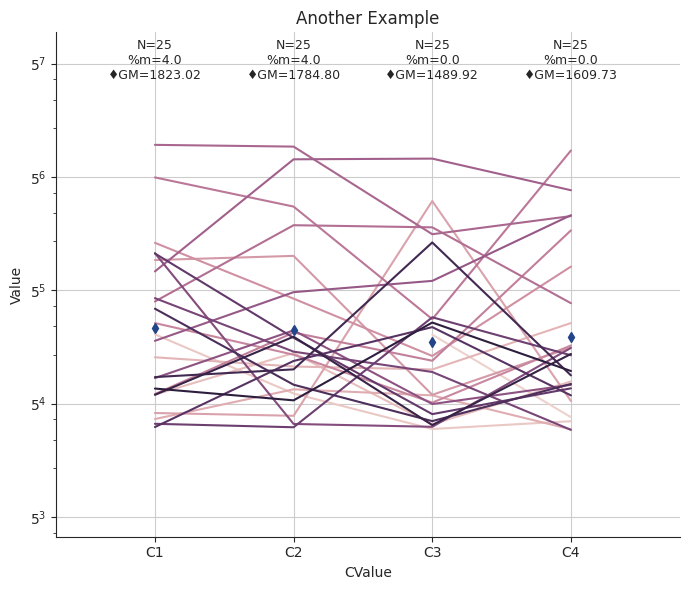 Another Example
N=25 N=25 N=25 N=25
%m=4.0 %m=4.0 %m=0.0 %m=0.0
♦GM=1823.02 ♦GM=1784.80 ♦GM=1489.92 ♦GM=1609.73
5⁷
5⁶
5⁵
5⁴
5³
Value
C1 C2 C3 C4
CValue